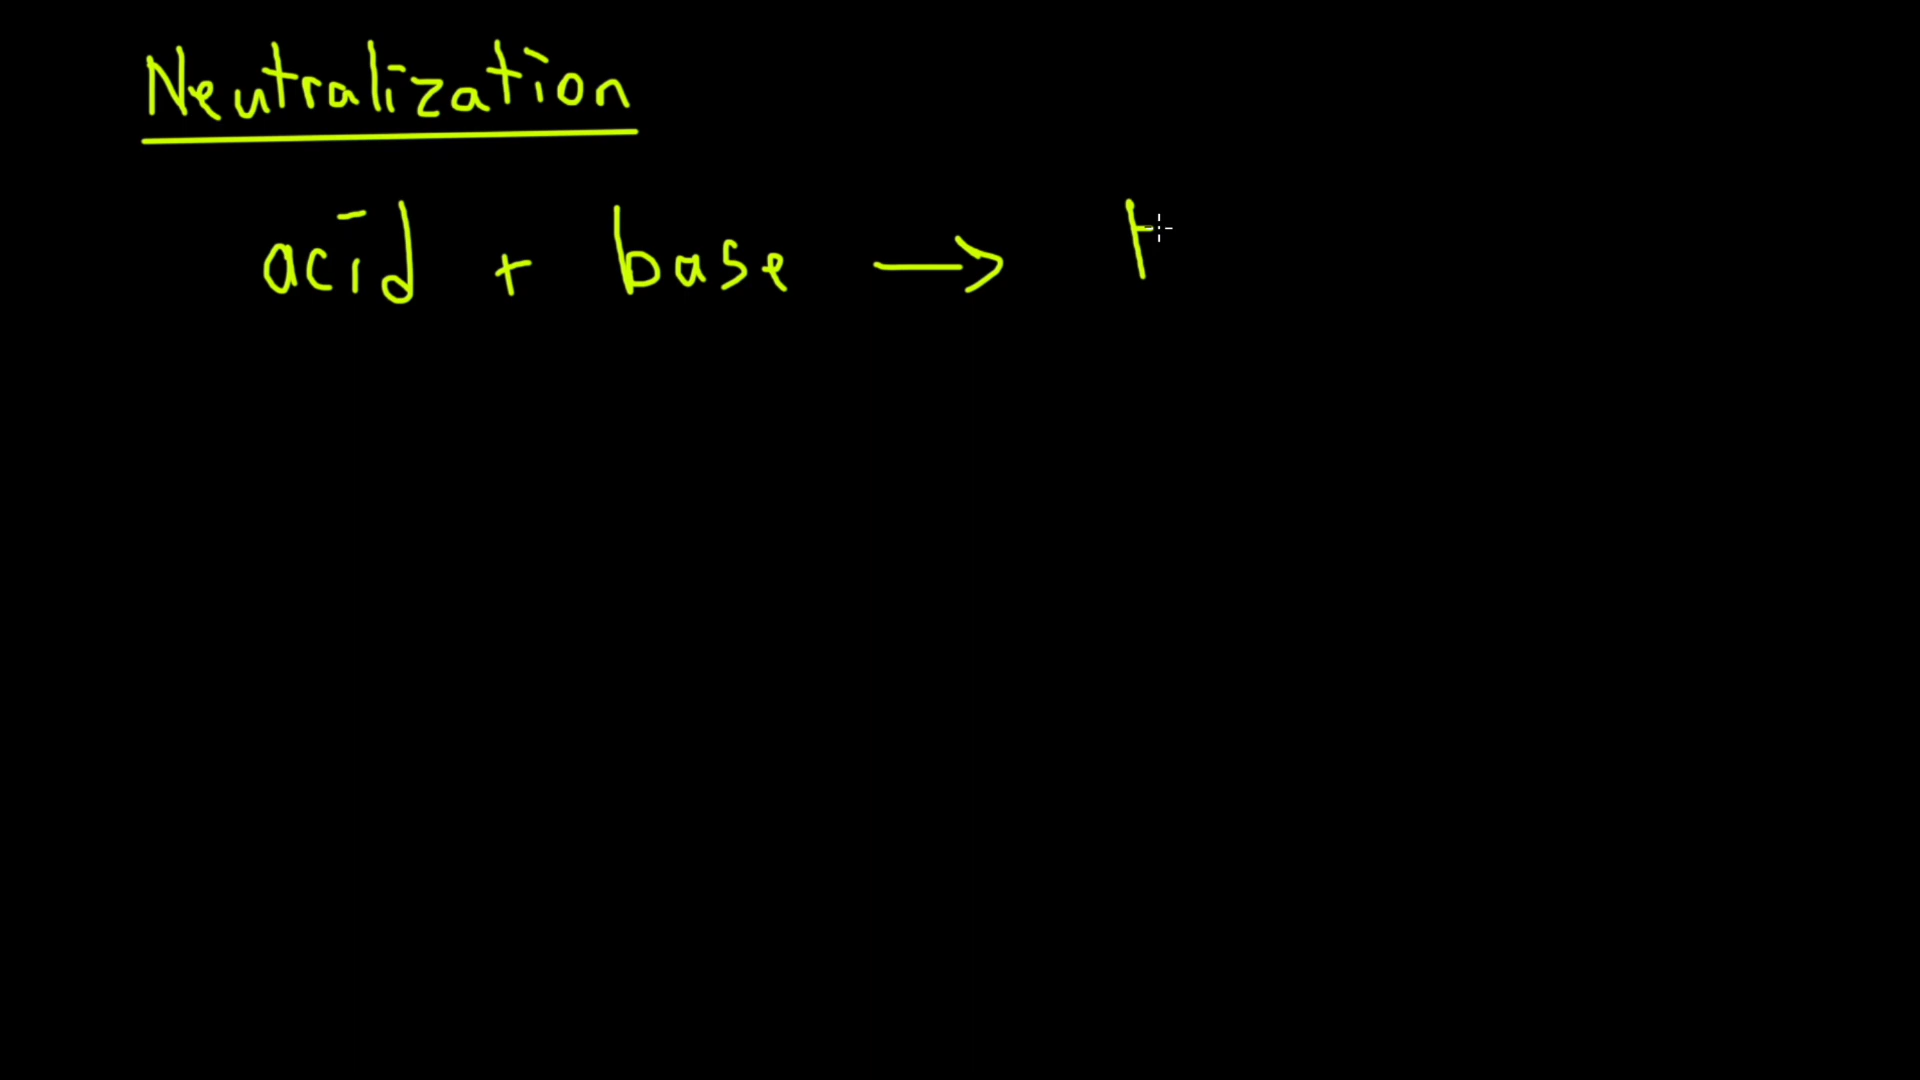 Neutralization
acid + base →